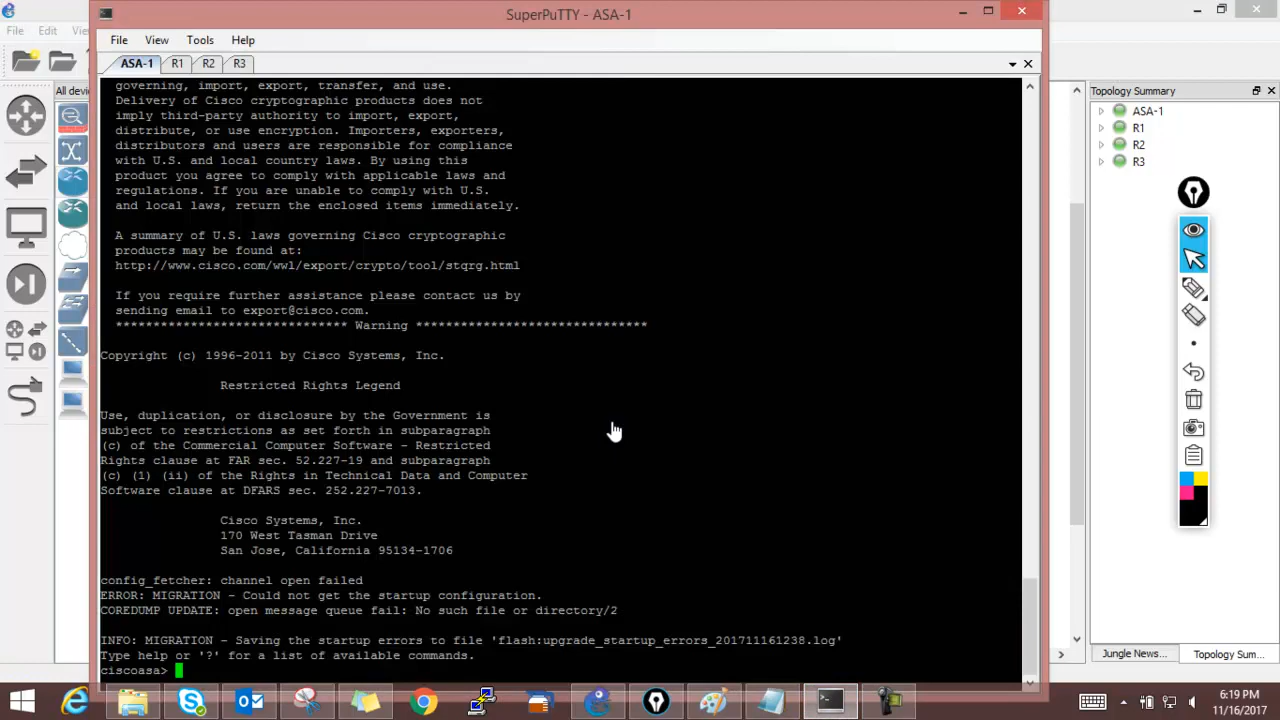 SuperPuTTY - ASA-1
File Edit
File View Tools Help
ASA-1 R1 R2 R3
All
Topology Summary
ASA-1
R1
R2
R3
governing, import, export, transfer, and use.
Delivery of Cisco cryptographic products does not
imply third-party authority to import, export,
distribute, or use encryption. Importers, exporters,
distributors and users are responsible for compliance
with U.S. and local country laws. By using this
product you agree to comply with applicable laws and
regulations. If you are unable to comply with U.S.
and local laws, return the enclosed items immediately.
A summary of U.S. laws governing Cisco cryptographic
products may be found at:
http://www.cisco.com/wwl/export/crypto/tool/stqrg.html
If you require further assistance please contact us by
sending email to export@cisco.com.
******************************* Warning *******************************
Copyright (c) 1996-2011 by Cisco Systems, Inc.
Restricted Rights Legend
Use, duplication, or disclosure by the Government is
subject to restrictions as set forth in subparagraph
(c) of the Commercial Computer Software - Restricted
Rights clause at FAR sec. 52.227-19 and subparagraph
(c) (1) (ii) of the Rights in Technical Data and Computer
Software clause at DFARS sec. 252.227-7013.
Cisco Systems, Inc.
170 West Tasman Drive
San Jose, California 95134-1706
config_fetcher: channel open failed
ERROR: MIGRATION - Could not get the startup configuration.
COREDUMP UPDATE: open message queue fail: No such file or directory/2
INFO: MIGRATION - Saving the startup errors to file 'flash:upgrade_startup_errors_201711161238.log'
Type help or '?' for a list of available commands.
ciscoasa>
Jungle News... Topology Sum...
6:19 PM
11/16/2017